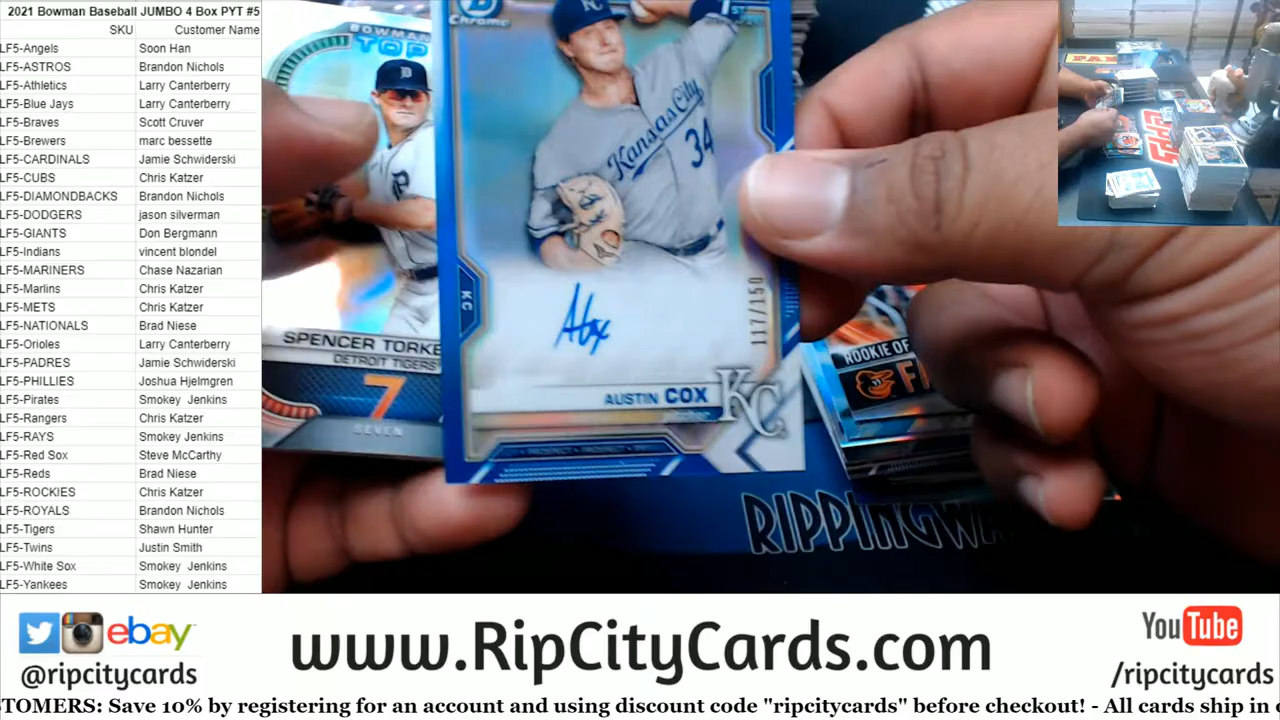 2021 Bowman Baseball JUMBO 4 Box PYT #5
SKU Customer Name
LF5-Angels Soon Han
LF5-ASTROS Brandon Nichols
LF5-Athletics Larry Canterberry
LF5-Blue Jays Larry Canterberry
LF5-Braves Scott Cruver
LF5-Brewers marc bessette
LF5-CARDINALS Jamie Schwiderski
LF5-CUBS Chris Katzer
LF5-DIAMONDBACKS Brandon Nichols
LF5-DODGERS jason silverman
LF5-GIANTS Don Bergmann
LF5-Indians vincent blondel
LF5-MARINERS Chase Nazarian
LF5-Marlins Chris Katzer
LF5-METS Chris Katzer
LF5-NATIONALS Brad Niese
LF5-Orioles Larry Canterberry
LF5-PADRES Jamie Schwiderski
LF5-PHILLIES Joshua Hjelmgren
LF5-Pirates Smokey Jenkins
LF5-Rangers Chris Katzer
LF5-RAYS Smokey Jenkins
LF5-Red Sox Steve McCarthy
LF5-Reds Brad Niese
LF5-ROCKIES Chris Katzer
LF5-ROYALS Brandon Nichols
LF5-Tigers Shawn Hunter
LF5-Twins Justin Smith
LF5-White Sox Smokey Jenkins
LF5-Yankees Smokey Jenkins
BOWMAN
TOP
SPENCER TORKE
DETROIT TIGERS
7
SEVEN
Chrome
1ST
KC
Kansas City
34
KC
117/150
AUSTIN COX
KC
ROOKIE OF
RIPPINGWA
ebay
@ripcitycards
www.RipCityCards.com
YouTube
/ripcitycards
STOMERS: Save 10% by registering for an account and using discount code "ripcitycards" before checkout! - All cards ship in